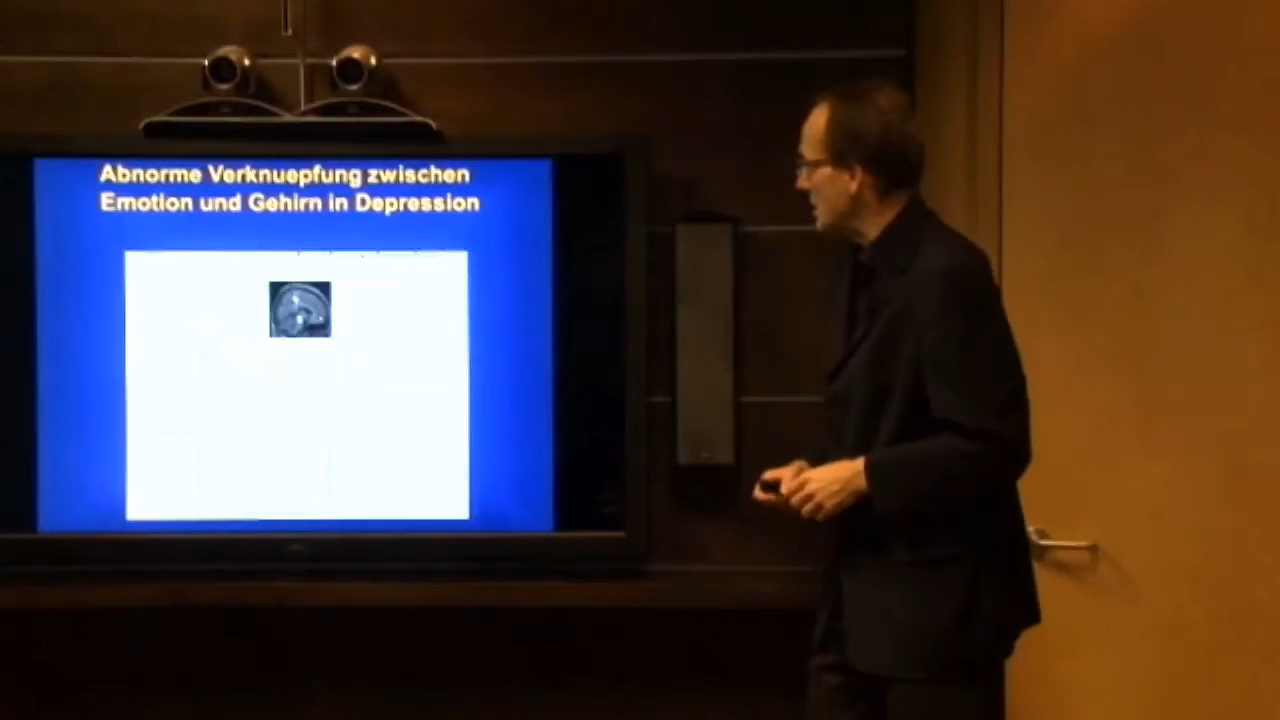 Abnorme Verknuepfung zwischen
Emotion und Gehirn in Depression